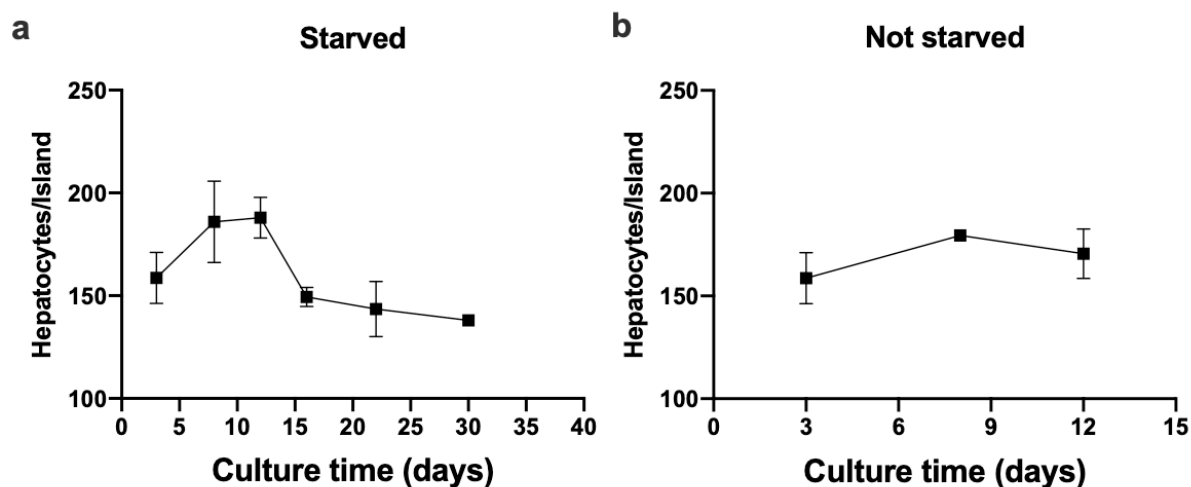 a
Starved
250
200
150
100
Hepatocytes/Island
0 5 10 15 20 25 30 35 40
Culture time (days)
b
Not starved
250
200
150
100
Hepatocytes/Island
0 3 6 9 12 15
Culture time (days)